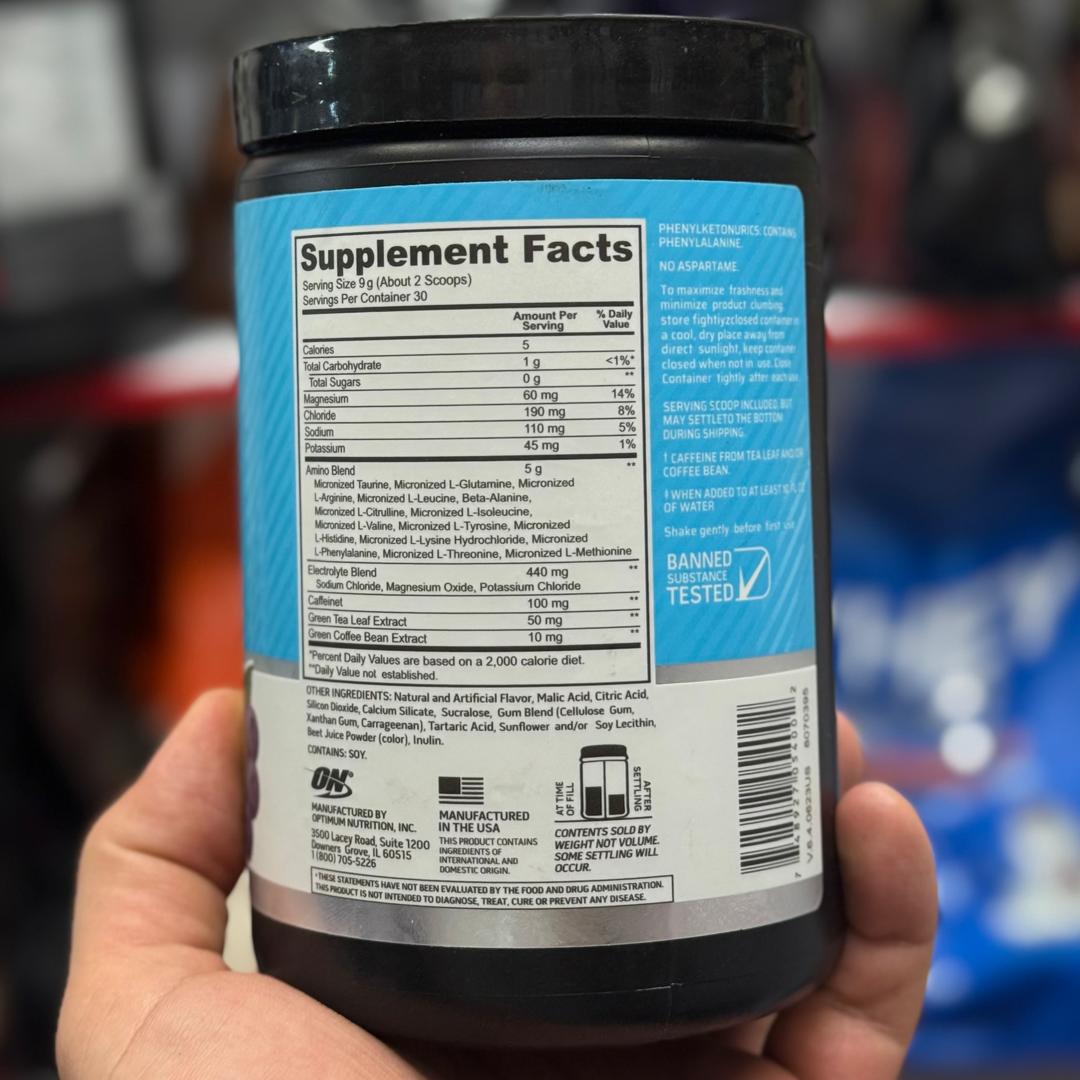 Supplement Facts
Serving Size 9 g (About 2 Scoops)
Servings Per Container 30
Amount Per Serving % Daily Value
Calories 5
Total Carbohydrate 1 g <1%*
Total Sugars 0 g **
Magnesium 60 mg 14%
Chloride 190 mg 8%
Sodium 110 mg 5%
Potassium 45 mg 1%
Amino Blend 5 g **
Micronized Taurine, Micronized L-Glutamine, Micronized
L-Arginine, Micronized L-Leucine, Beta-Alanine,
Micronized L-Citrulline, Micronized L-Isoleucine,
Micronized L-Valine, Micronized L-Tyrosine, Micronized
L-Histidine, Micronized L-Lysine Hydrochloride, Micronized
L-Phenylalanine, Micronized L-Threonine, Micronized L-Methionine
Electrolyte Blend 440 mg **
Sodium Chloride, Magnesium Oxide, Potassium Chloride
Caffeinet 100 mg **
Green Tea Leaf Extract 50 mg **
Green Coffee Bean Extract 10 mg **
*Percent Daily Values are based on a 2,000 calorie diet.
**Daily Value not established.
OTHER INGREDIENTS: Natural and Artificial Flavor, Malic Acid, Citric Acid,
Silicon Dioxide, Calcium Silicate, Sucralose, Gum Blend (Cellulose Gum,
Xanthan Gum, Carrageenan), Tartaric Acid, Sunflower and/or Soy Lecithin,
Beet Juice Powder (color), Inulin.
CONTAINS: SOY.
ON®
MANUFACTURED BY
OPTIMUM NUTRITION, INC.
3500 Lacey Road, Suite 1200
Downers Grove, IL 60515
1 (800) 705-5226
MANUFACTURED
IN THE USA
THIS PRODUCT CONTAINS
INGREDIENTS OF
INTERNATIONAL AND
DOMESTIC ORIGIN.
AT TIME
OF FILL
AFTER
SETTLING
CONTENTS SOLD BY
WEIGHT NOT VOLUME.
SOME SETTLING WILL
OCCUR.
*THESE STATEMENTS HAVE NOT BEEN EVALUATED BY THE FOOD AND DRUG ADMINISTRATION.
THIS PRODUCT IS NOT INTENDED TO DIAGNOSE, TREAT, CURE OR PREVENT ANY DISEASE.
PHENYLKETONURICS: CONTAINS
PHENYLALANINE.
NO ASPARTAME.
To maximize frashness and
minimize product clumbing
store fightiyzclosed container in
a cool, dry place away from
direct sunlight, keep container
closed when not in use. Close
Container tightly after each use.
SERVING SCOOP INCLUDED, BUT
MAY SETTLETO THE BOTTOM
DURING SHIPPING.
† CAFFEINE FROM TEA LEAF AND/OR
COFFEE BEAN.
‡ WHEN ADDED TO AT LEAST 10 FL OZ
OF WATER
Shake gently before first use
BANNED
SUBSTANCE
TESTED
V.6.4.0623US 8070395